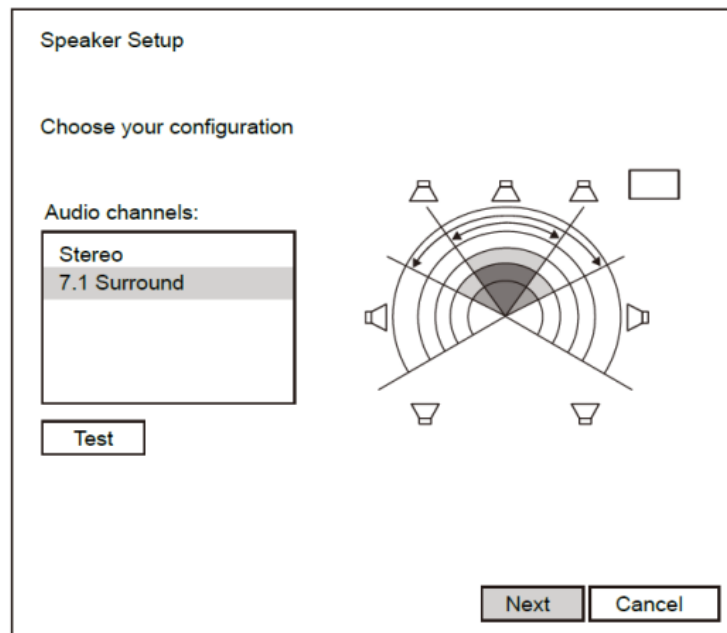 Speaker Setup
Choose your configuration
Audio channels:
Stereo
7.1 Surround
Test
Next
Cancel